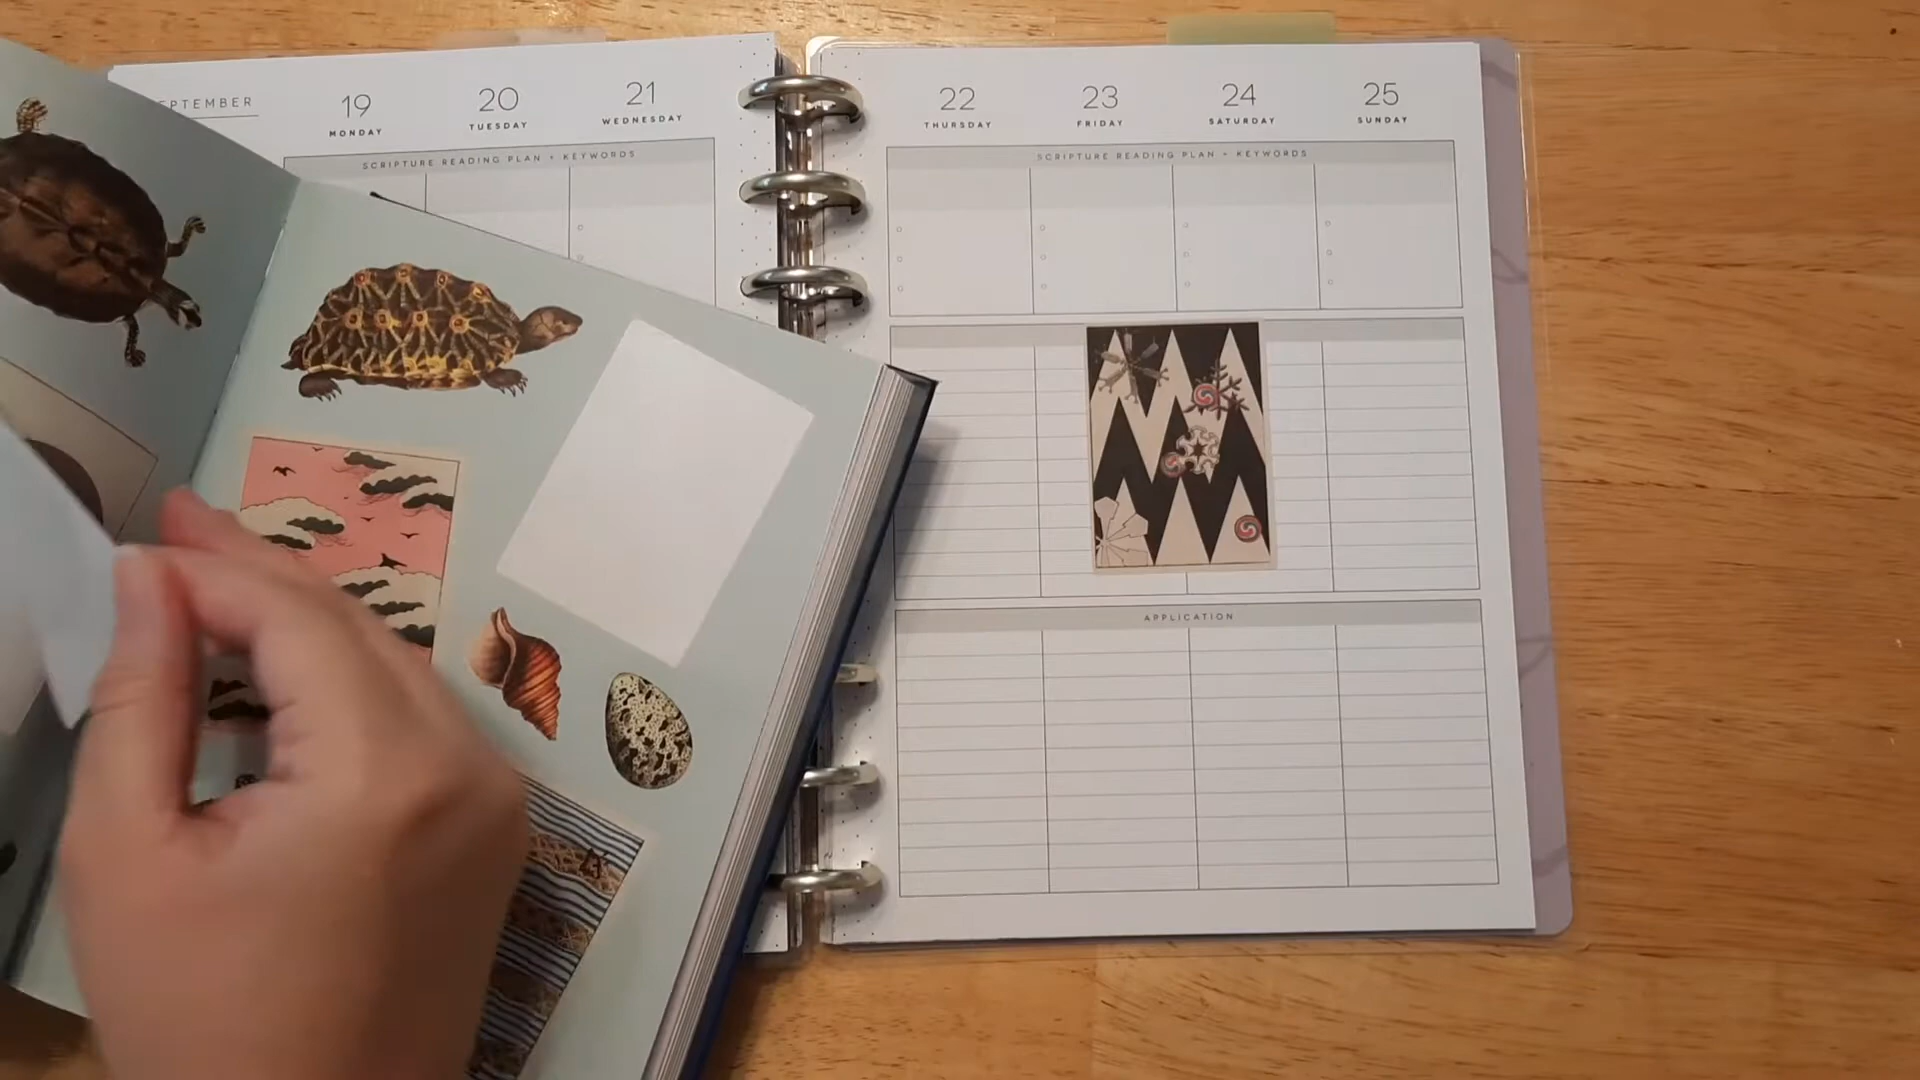 EPTEMBER
19
MONDAY
20
TUESDAY
21
WEDNESDAY
SCRIPTURE READING PLAN + KEYWORDS
22
THURSDAY
23
FRIDAY
24
SATURDAY
25
SUNDAY
SCRIPTURE READING PLAN + KEYWORDS
APPLICATION